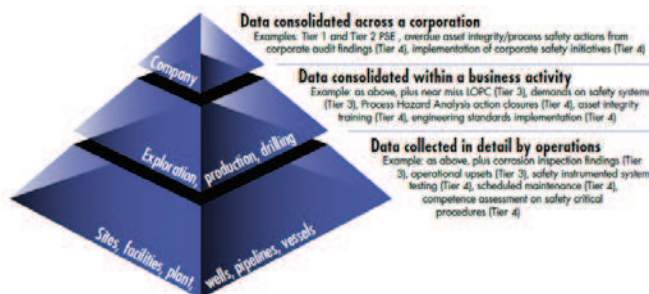 Data consolidated across a corporation
Examples: Tier 1 and Tier 2 PSE , overdue asset integrity/process safety actions from
corporate audit findings (Tier 4), implementation of corporate safety initiatives (Tier 4)
Company
Data consolidated within a business activity
Example: as above, plus near miss LOPC (Tier 3), demands on safety systems
(Tier 3), Process Hazard Analysis action closures (Tier 4), asset integrity
training (Tier 4), engineering standards implementation (Tier 4)
Exploration, production, drilling
Data collected in detail by operations
Example: as above, plus corrosion inspection findings (Tier
3), operational upsets (Tier 3), safety instrumented system
testing (Tier 4), scheduled maintenance (Tier 4),
competence assessment on safety critical
procedures (Tier 4)
Sites, facilities, plant, wells, pipelines, vessels